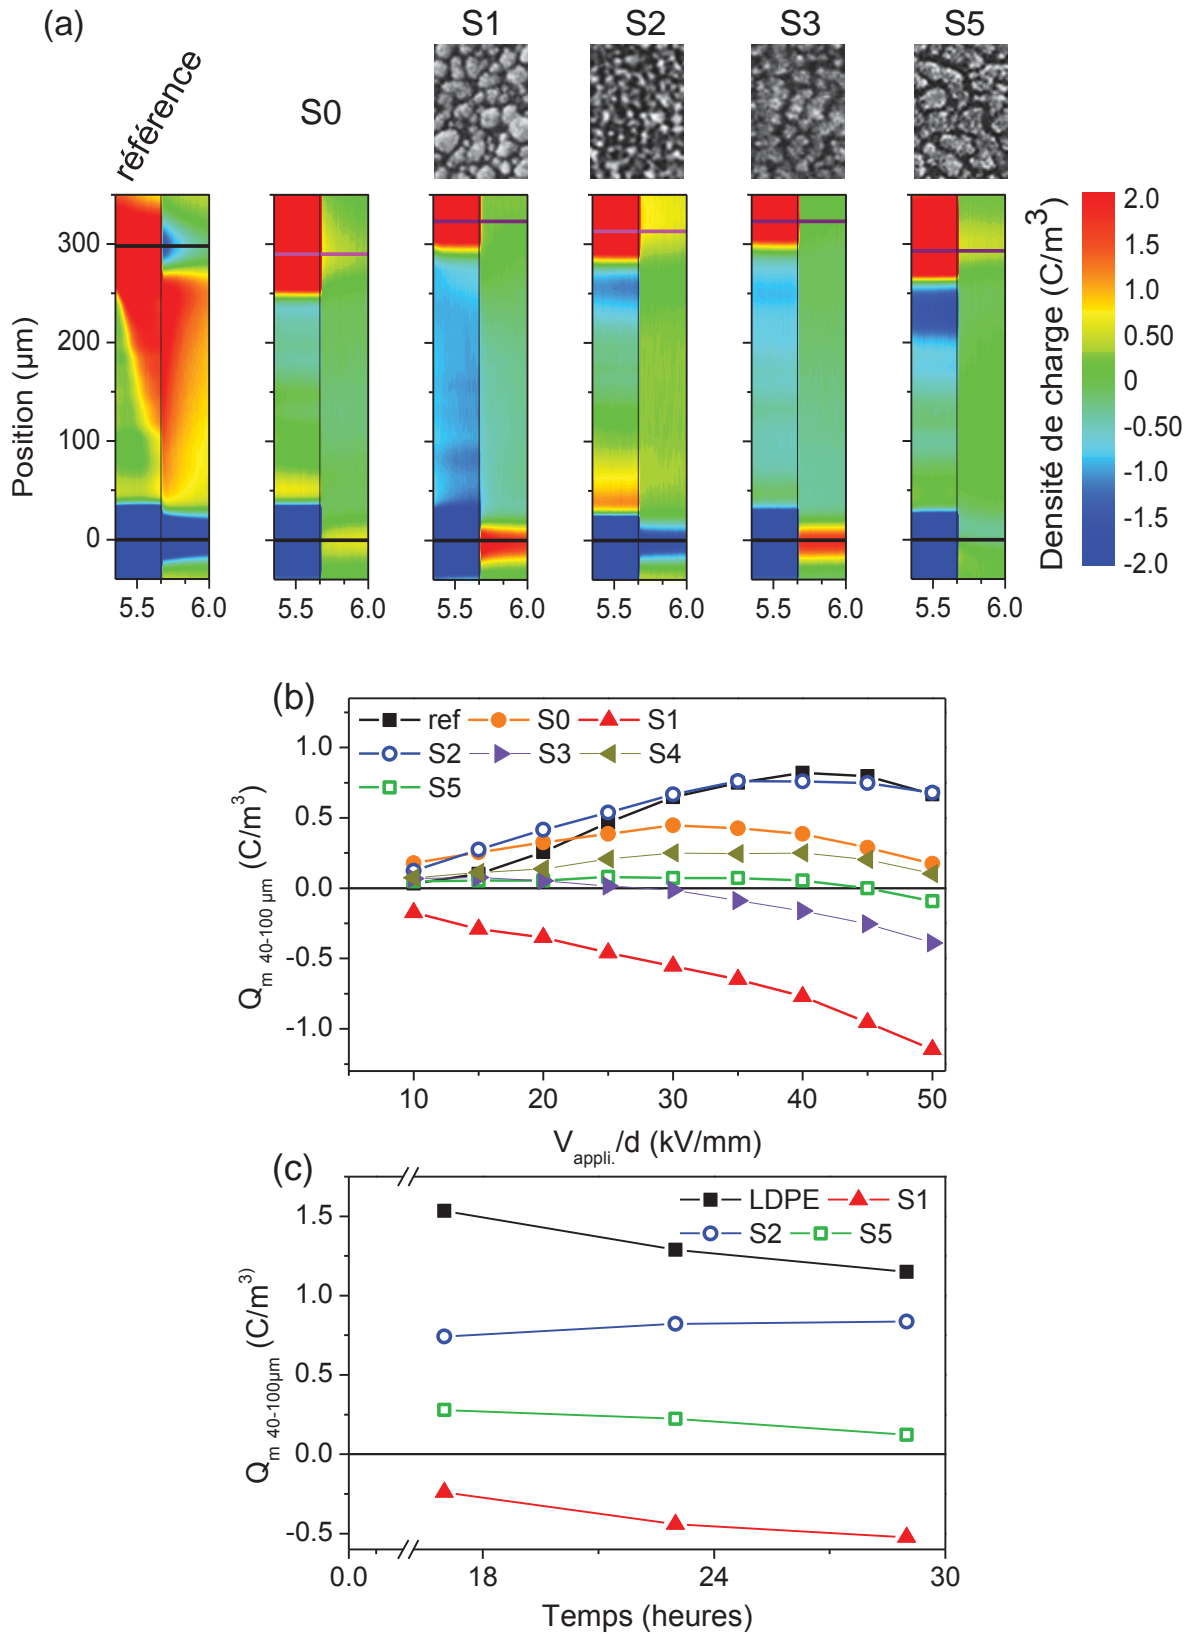 (a)
S1 S2 S3 S5
référence
S0
Position (µm)
300
200
100
0
5.5 6.0 5.5 6.0 5.5 6.0 5.5 6.0 5.5 6.0 5.5 6.0
Densité de charge (C/m³)
2.0
1.5
1.0
0.50
0
-0.50
-1.0
-1.5
-2.0
(b)
ref S0 S1
S2 S3 S4
S5
Qm 40-100 µm (C/m³)
1.0
0.5
0.0
-0.5
-1.0
10 20 30 40 50
Vappli./d (kV/mm)
(c)
LDPE S1
S2 S5
Qm 40-100µm (C/m³)
1.5
1.0
0.5
0.0
-0.5
0.0 18 24 30
Temps (heures)